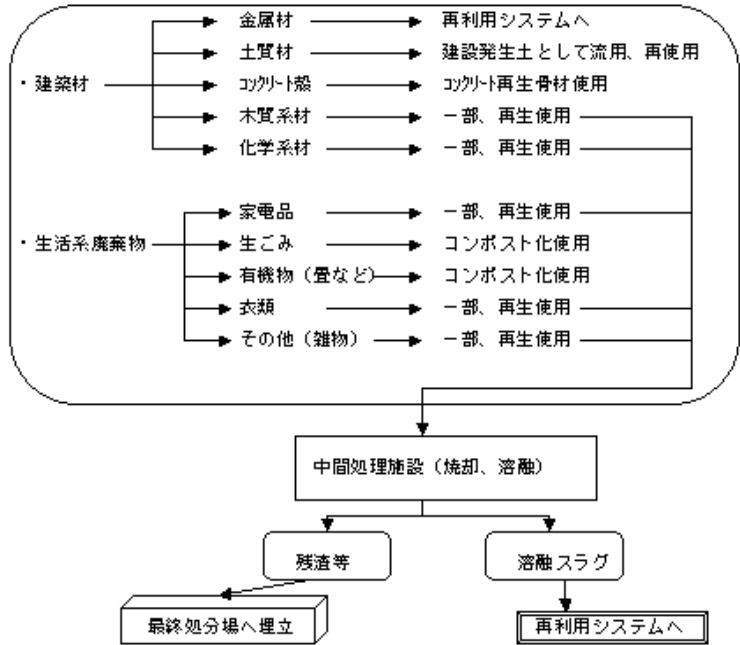 金属材 再利用システムへ
土質材 建設発生土として流用、再使用
・建築材 コンクリート殻 コンクリート再生骨材使用
木質系材 一部、再生使用
化学系材 一部、再生使用
家電品 一部、再生使用
・生活系廃棄物 生ごみ コンポスト化使用
有機物（畳など） コンポスト化使用
衣類 一部、再生使用
その他（雑物） 一部、再生使用
中間処理施設（焼却、溶融）
残渣等 溶融スラグ
最終処分場へ埋立 再利用システムへ